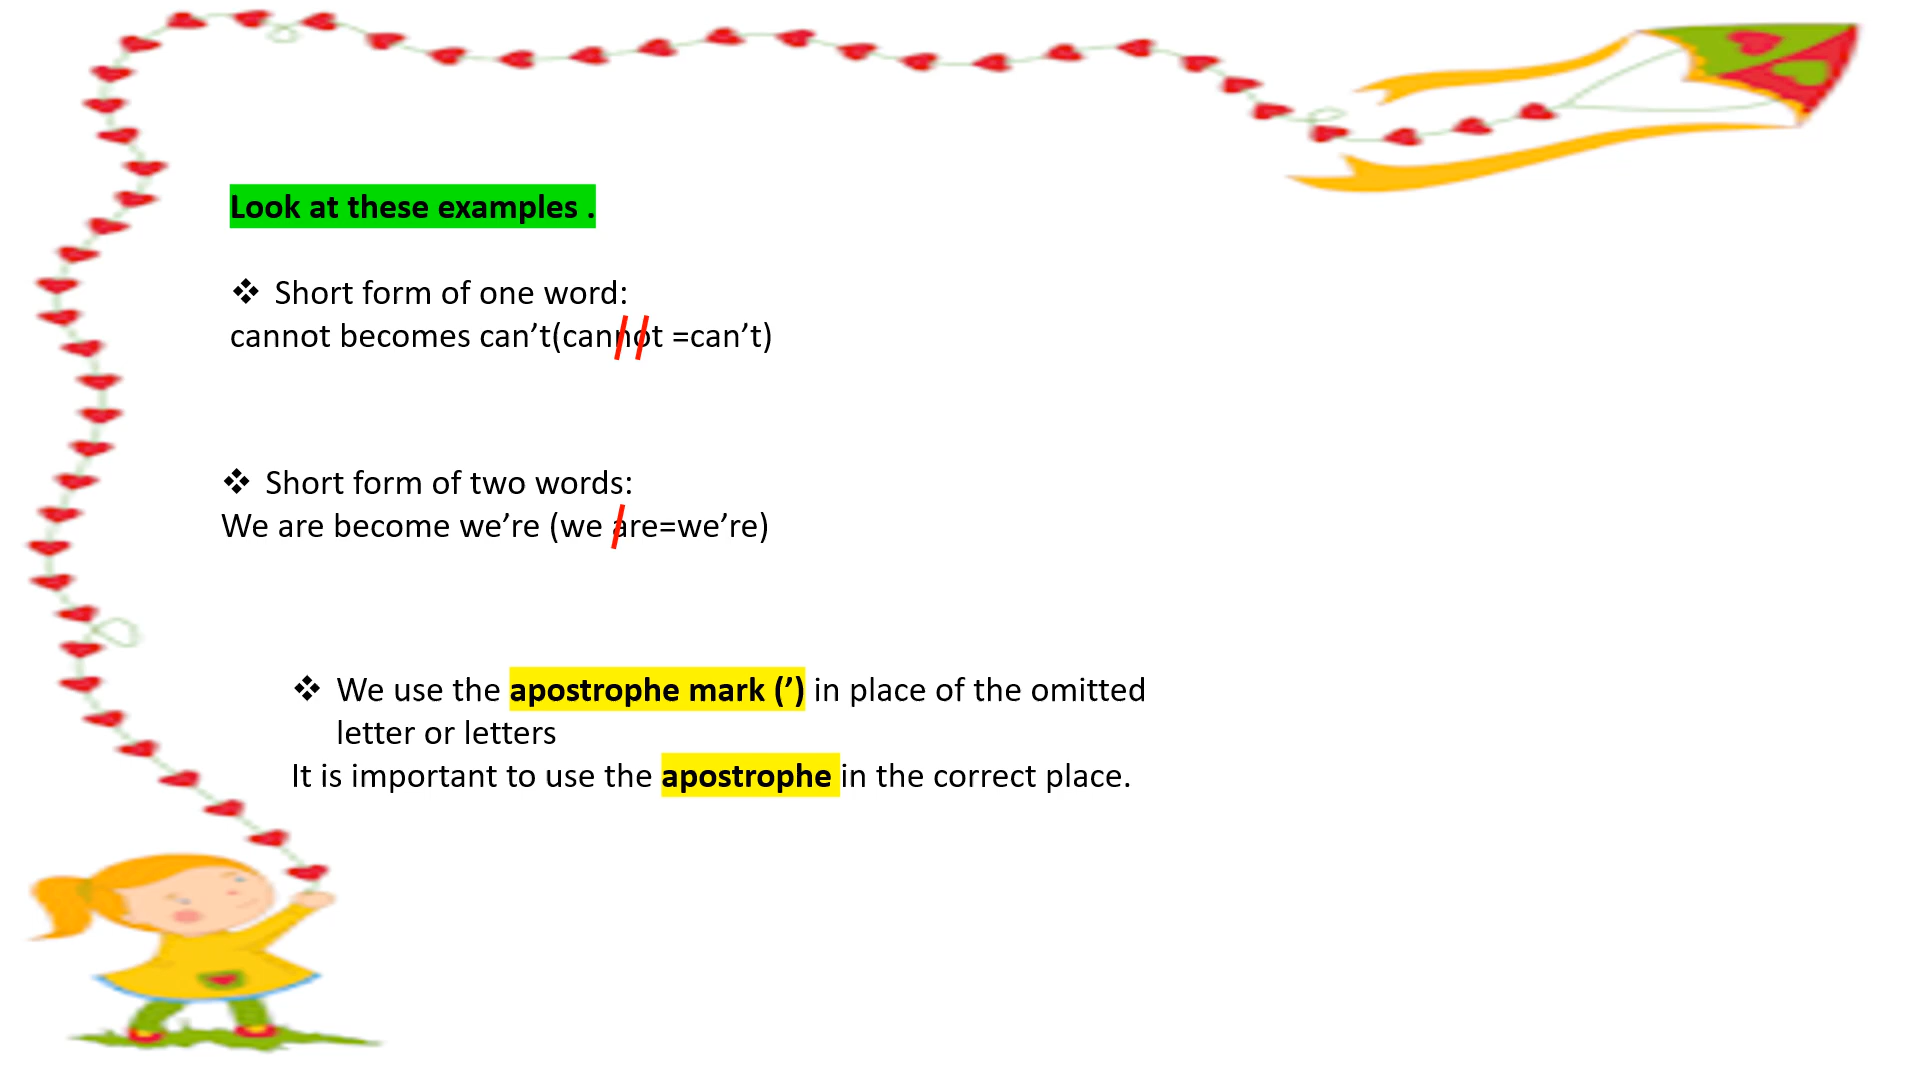 Look at these examples .
❖ Short form of one word:
cannot becomes can’t(cannot =can’t)
❖ Short form of two words:
We are become we’re (we are=we’re)
❖ We use the apostrophe mark (’) in place of the omitted
letter or letters
It is important to use the apostrophe in the correct place.